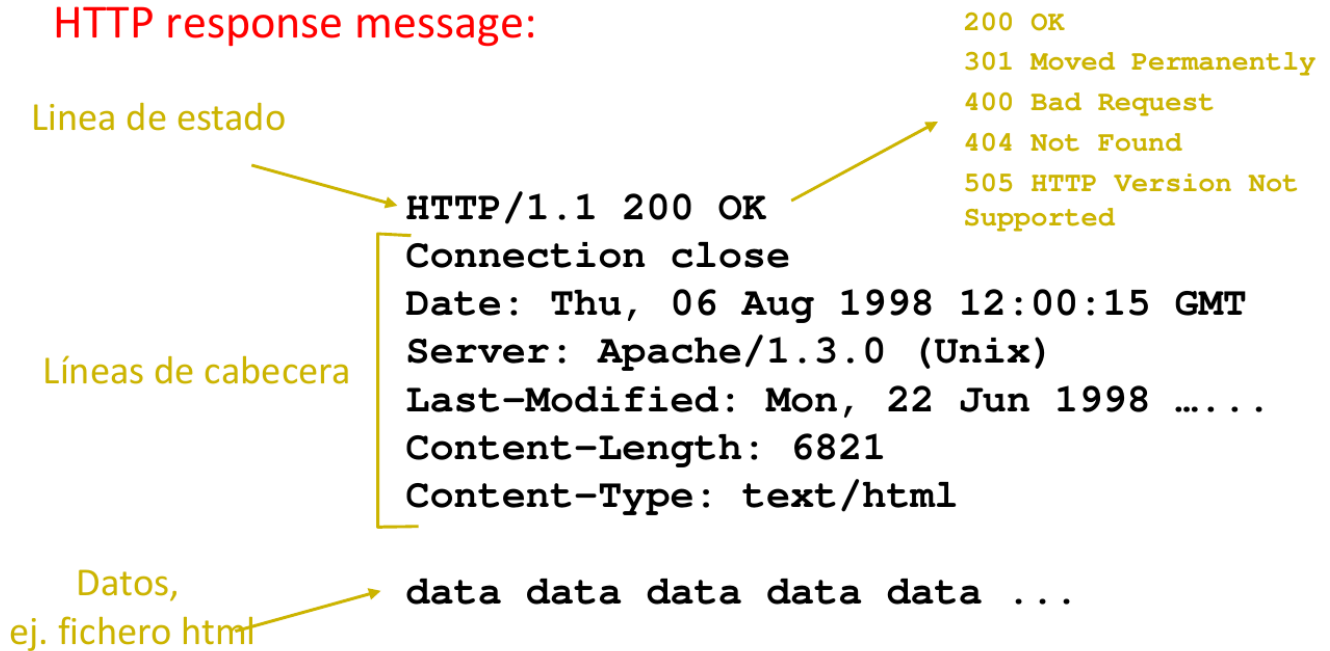 HTTP response message:
200 OK
301 Moved Permanently
400 Bad Request
404 Not Found
505 HTTP Version Not
Supported
Linea de estado
HTTP/1.1 200 OK
Connection close
Date: Thu, 06 Aug 1998 12:00:15 GMT
Server: Apache/1.3.0 (Unix)
Last-Modified: Mon, 22 Jun 1998 …...
Content-Length: 6821
Content-Type: text/html
Líneas de cabecera
Datos,
ej. fichero html
data data data data data ...